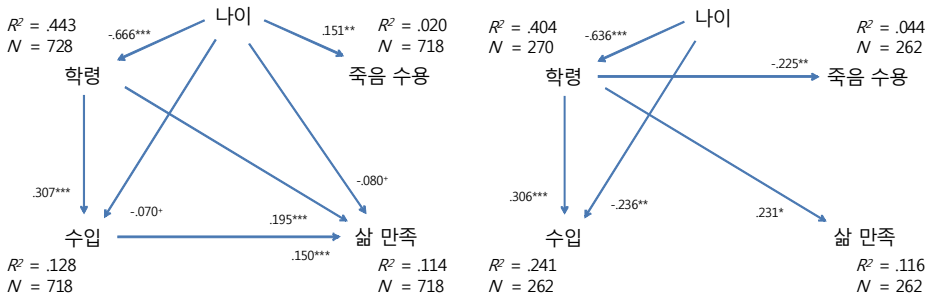 나이
R² = .443
N = 728
-.666***
.151**
R² = .020
N = 718
학령
죽음 수용
.307***
-.070⁺
.195***
-.080⁺
수입
.150***
삶 만족
R² = .128
N = 718
R² = .114
N = 718
나이
R² = .404
N = 270
-.636***
R² = .044
N = 262
학령
-.225**
죽음 수용
.306***
-.236**
.231*
수입
삶 만족
R² = .241
N = 262
R² = .116
N = 262